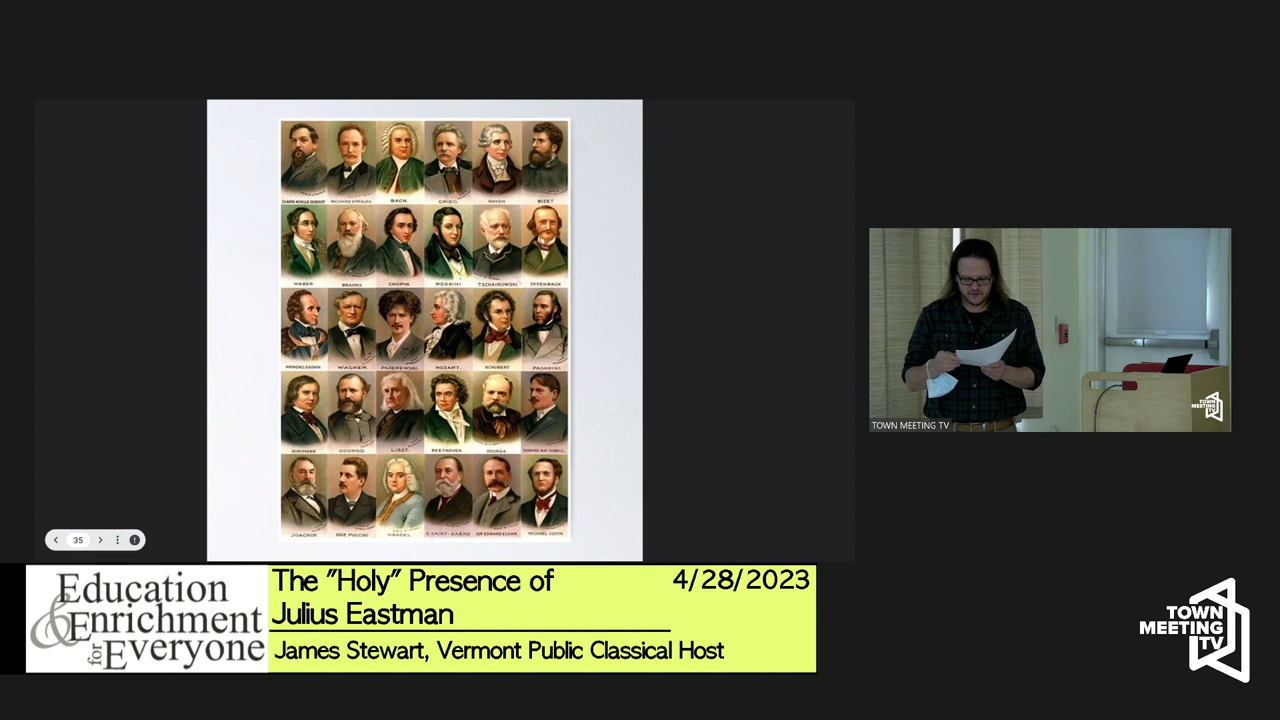 CLAUDE ACHILLE DEBUSSY
RICHARD STRAUSS.
BACH.
GRIEG.
HAYDN
BIZET
WEBER
BRAHMS
CHOPIN.
ROSSINI
TSCHAIKOWSKI
OFFENBACH
MENDELSSOHN.
WAGNER.
PADEREWSKI.
MOZART.
SCHUBERT
PAGANINI.
SCHUMANN
GOUNOD.
LISZT.
BEETHOVEN
DVORAK
EDWARD MAC DOWELL
JOACHIM
HANDEL
C. SAINT-SAËNS
SIR EDWARD ELGAR.
MICHAEL COSTA.
35
TOWN MEETING TV
TOWN
MEETING
TV
Education
& Enrichment
for Everyone
The "Holy" Presence of
Julius Eastman
4/28/2023
James Stewart, Vermont Public Classical Host
TOWN
MEETING
TV